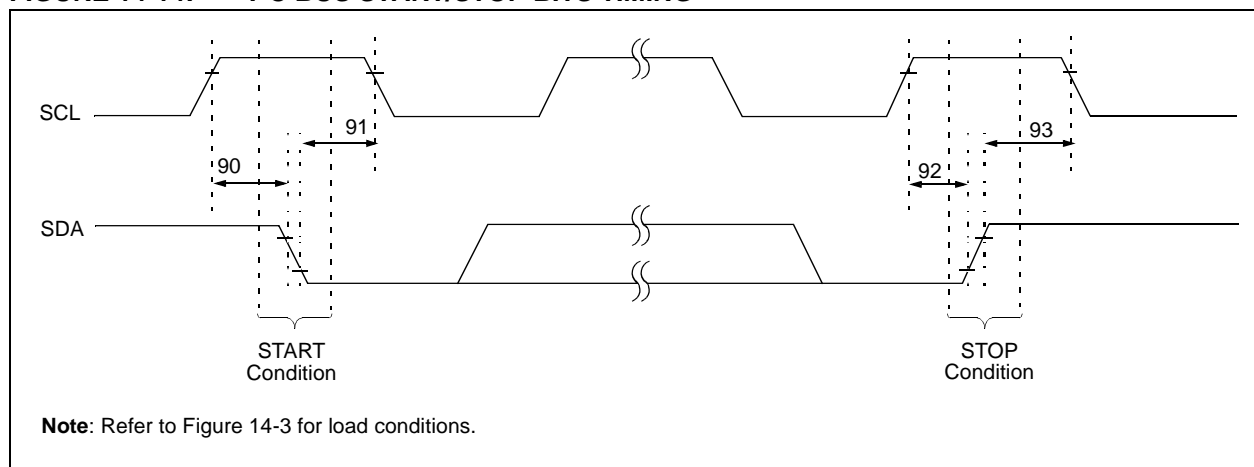 SCL
91
93
90
92
SDA
START
Condition
STOP
Condition
Note: Refer to Figure 14-3 for load conditions.